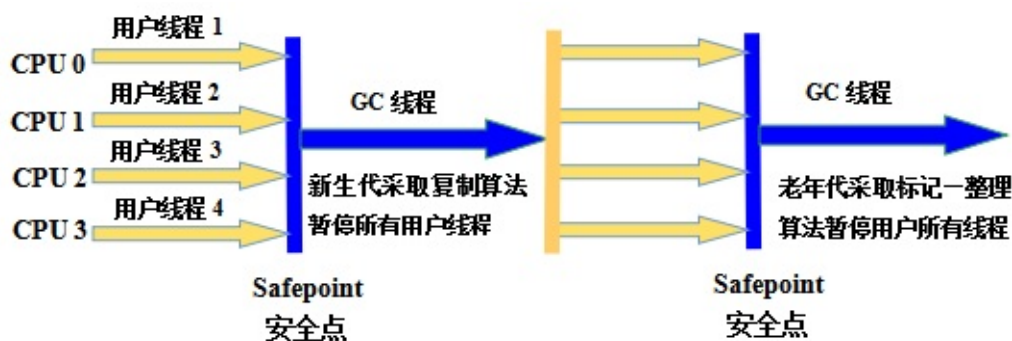 用户线程 1
CPU 0
用户线程 2
CPU 1
用户线程 3
CPU 2
用户线程 4
CPU 3
GC 线程
新生代采取复制算法
暂停所有用户线程
Safepoint
安全点
GC 线程
老年代采取标记一整理
算法暂停用户所有线程
Safepoint
安全点